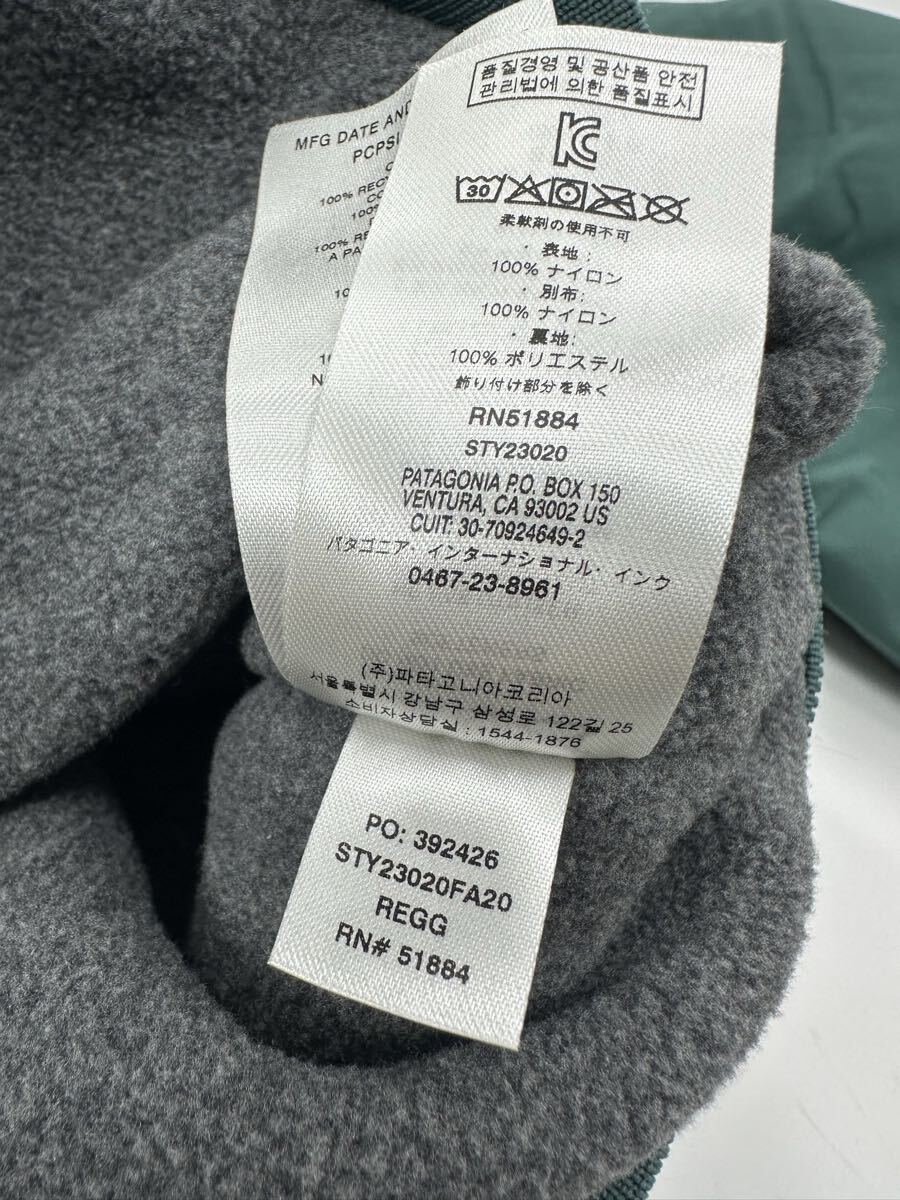 MFG DATE AND
PCPSI
100% REC
100%
100% RE
A PA
품질경영 및 공산품 안전
관리법에 의한 품질표시
30
柔軟剤の使用不可
・表地:
100% ナイロン
・別布:
100% ナイロン
・裏地:
100% ポリエステル
飾り付け部分を除く
RN51884
STY23020
PATAGONIA P.O. BOX 150
VENTURA, CA 93002 US
CUIT: 30-70924649-2
パタゴニア・インターナショナル・インク
0467-23-8961
(주)파타고니아코리아
서울특별시 강남구 삼성로 122길 25
소비자상담실 : 1544-1876
PO: 392426
STY23020FA20
REGG
RN# 51884